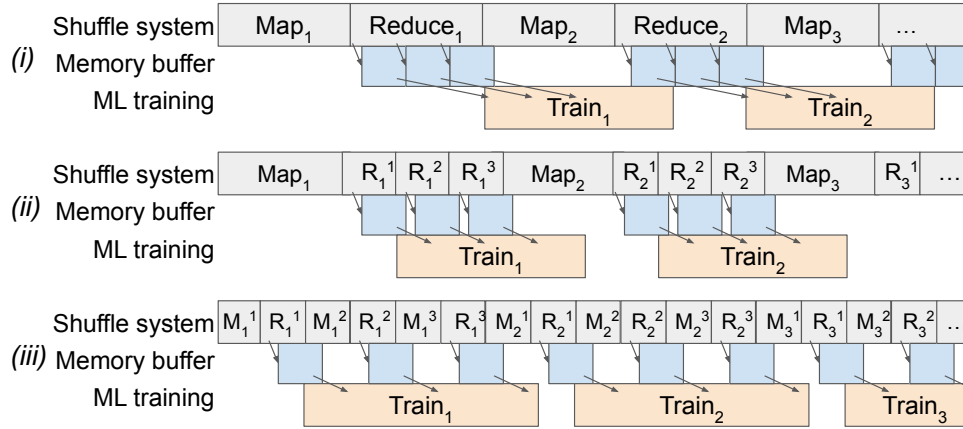 Shuffle system Map₁ Reduce₁ Map₂ Reduce₂ Map₃ ...
(i) Memory buffer
ML training Train₁ Train₂
Shuffle system Map₁ R₁¹ R₁² R₁³ Map₂ R₂¹ R₂² R₂³ Map₃ R₃¹ ...
(ii) Memory buffer
ML training Train₁ Train₂
Shuffle system M₁¹ R₁¹ M₁² R₁² M₁³ R₁³ M₂¹ R₂¹ M₂² R₂² M₂³ R₂³ M₃¹ R₃¹ M₃² R₃² ...
(iii) Memory buffer
ML training Train₁ Train₂ Train₃